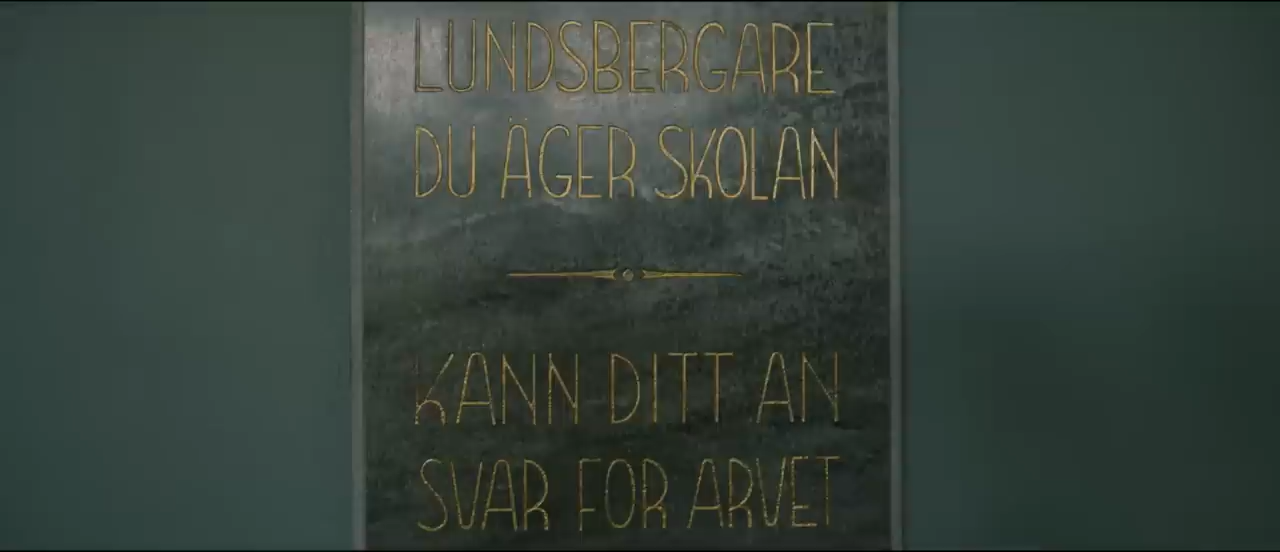 LUNDSBERGARE
DU ÄGER SKOLAN
KÄNN DITT AN
SVAR FÖR ARVET